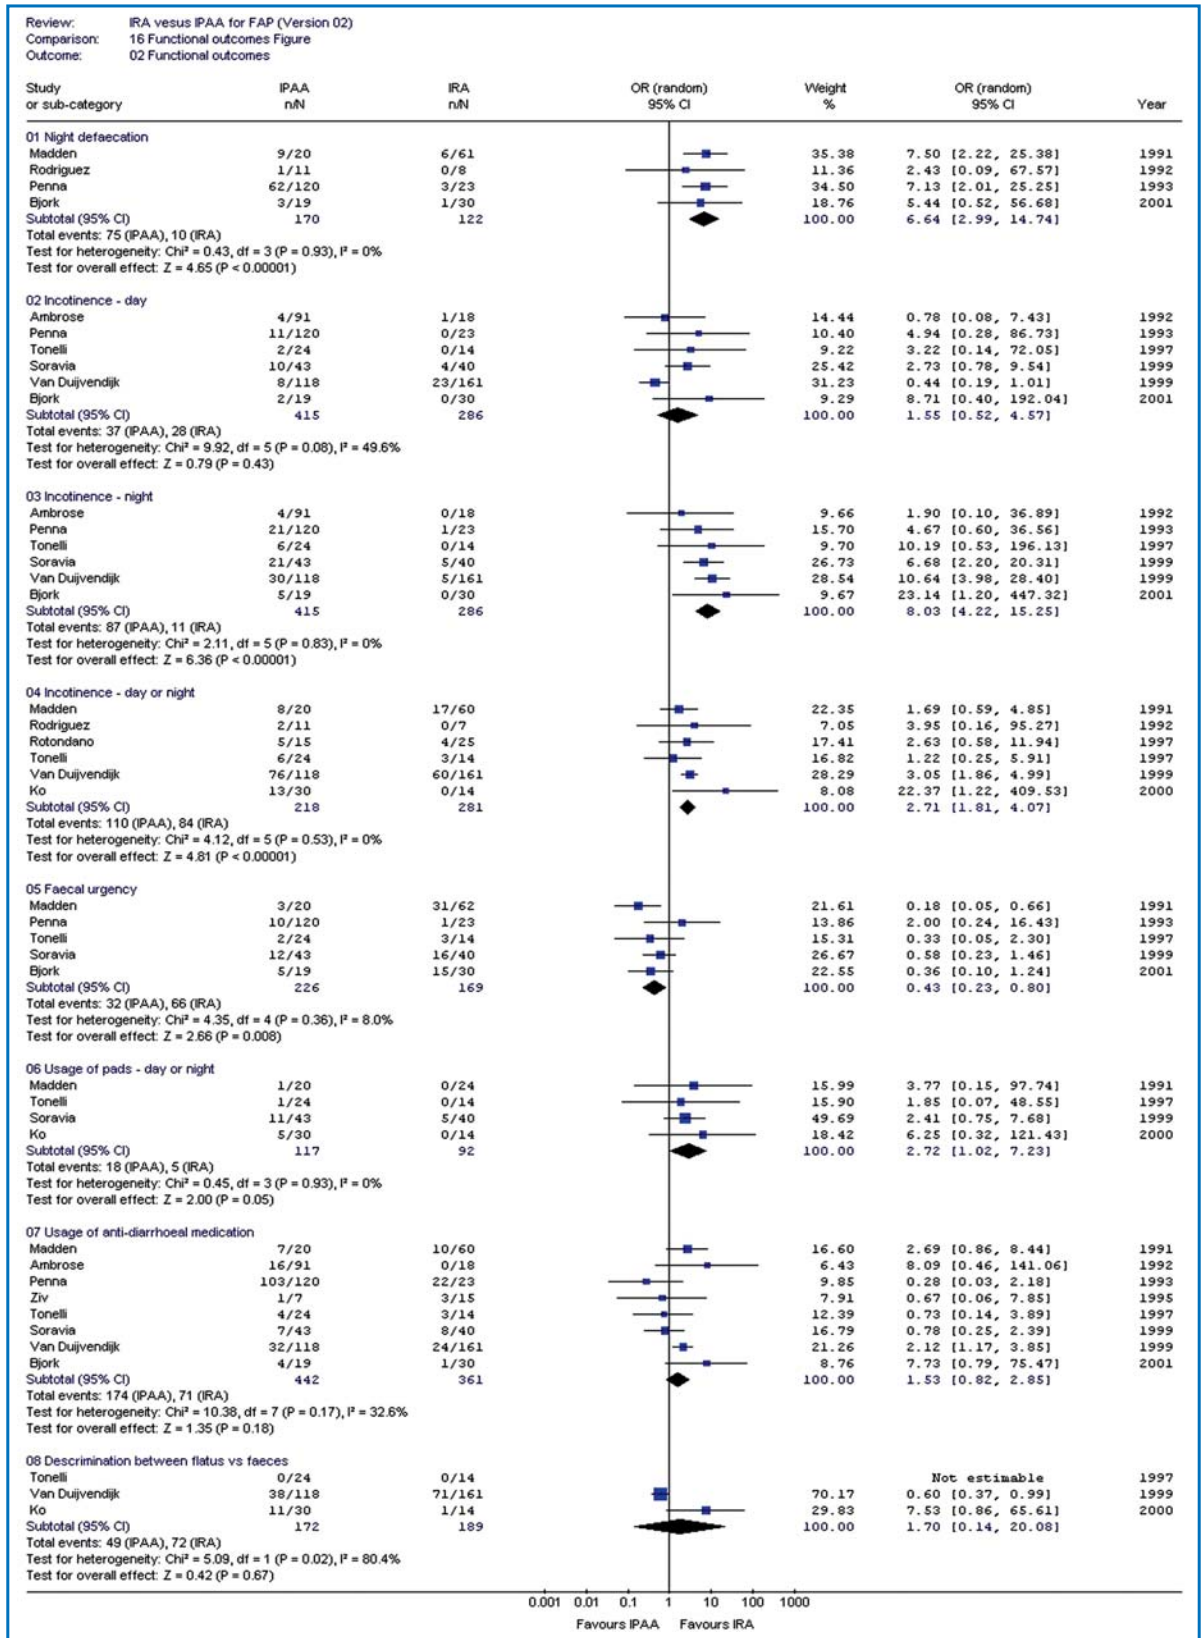 Review: IRA versus IPAA for FAP (Version 02)
Comparison: 16 Functional outcomes Figure
Outcome: 02 Functional outcomes
Study IPAA IRA OR (random) Weight OR (random)
or sub-category n/N n/N 95% CI % 95% CI Year
01 Night defaecation
Madden 9/20 6/61 35.38 7.50 [2.22, 25.38] 1991
Rodriguez 1/11 0/8 11.36 2.43 [0.09, 67.57] 1992
Penna 62/120 3/23 34.50 7.13 [2.01, 25.25] 1993
Bjork 3/19 1/30 18.76 5.44 [0.52, 56.68] 2001
Subtotal (95% CI) 170 122 100.00 6.64 [2.99, 14.74]
Total events: 75 (IPAA), 10 (IRA)
Test for heterogeneity: Chi² = 0.43, df = 3 (P = 0.93), I² = 0%
Test for overall effect: Z = 4.65 (P < 0.00001)
02 Incotinence - day
Ambrose 4/91 1/18 14.44 0.78 [0.08, 7.43] 1992
Penna 11/120 0/23 10.40 4.94 [0.28, 86.73] 1993
Tonelli 2/24 0/14 9.22 3.22 [0.14, 72.05] 1997
Soravia 10/43 4/40 25.42 2.73 [0.78, 9.54] 1999
Van Duijvendijk 8/118 23/161 31.23 0.44 [0.19, 1.01] 1999
Bjork 2/19 0/30 9.29 8.71 [0.40, 192.04] 2001
Subtotal (95% CI) 415 286 100.00 1.55 [0.52, 4.57]
Total events: 37 (IPAA), 28 (IRA)
Test for heterogeneity: Chi² = 9.92, df = 5 (P = 0.08), I² = 49.6%
Test for overall effect: Z = 0.79 (P = 0.43)
03 Incotinence - night
Ambrose 4/91 0/18 9.66 1.90 [0.10, 36.89] 1992
Penna 21/120 1/23 15.70 4.67 [0.60, 36.56] 1993
Tonelli 6/24 0/14 9.70 10.19 [0.53, 196.13] 1997
Soravia 21/43 5/40 26.73 6.68 [2.20, 20.31] 1999
Van Duijvendijk 30/118 5/161 28.54 10.64 [3.98, 28.40] 1999
Bjork 5/19 0/30 9.67 23.14 [1.20, 447.32] 2001
Subtotal (95% CI) 415 286 100.00 8.03 [4.22, 15.25]
Total events: 87 (IPAA), 11 (IRA)
Test for heterogeneity: Chi² = 2.11, df = 5 (P = 0.83), I² = 0%
Test for overall effect: Z = 6.36 (P < 0.00001)
04 Incotinence - day or night
Madden 8/20 17/60 22.35 1.69 [0.59, 4.85] 1991
Rodriguez 2/11 0/7 7.05 3.95 [0.16, 95.27] 1992
Rotondano 5/15 4/25 17.41 2.63 [0.58, 11.94] 1997
Tonelli 6/24 3/14 16.82 1.22 [0.25, 5.91] 1997
Van Duijvendijk 76/118 60/161 28.29 3.05 [1.86, 4.99] 1999
Ko 13/30 0/14 8.08 22.37 [1.22, 409.53] 2000
Subtotal (95% CI) 218 281 100.00 2.71 [1.81, 4.07]
Total events: 110 (IPAA), 84 (IRA)
Test for heterogeneity: Chi² = 4.12, df = 5 (P = 0.53), I² = 0%
Test for overall effect: Z = 4.81 (P < 0.00001)
05 Faecal urgency
Madden 3/20 31/62 21.61 0.18 [0.05, 0.66] 1991
Penna 10/120 1/23 13.86 2.00 [0.24, 16.43] 1993
Tonelli 2/24 3/14 15.31 0.33 [0.05, 2.30] 1997
Soravia 12/43 16/40 26.67 0.58 [0.23, 1.46] 1999
Bjork 5/19 15/30 22.55 0.36 [0.10, 1.24] 2001
Subtotal (95% CI) 226 169 100.00 0.43 [0.23, 0.80]
Total events: 32 (IPAA), 66 (IRA)
Test for heterogeneity: Chi² = 4.35, df = 4 (P = 0.36), I² = 8.0%
Test for overall effect: Z = 2.66 (P = 0.008)
06 Usage of pads - day or night
Madden 1/20 0/24 15.99 3.77 [0.15, 97.74] 1991
Tonelli 1/24 0/14 15.90 1.85 [0.07, 48.55] 1997
Soravia 11/43 5/40 49.69 2.41 [0.75, 7.68] 1999
Ko 5/30 0/14 18.42 6.25 [0.32, 121.43] 2000
Subtotal (95% CI) 117 92 100.00 2.72 [1.02, 7.23]
Total events: 18 (IPAA), 5 (IRA)
Test for heterogeneity: Chi² = 0.45, df = 3 (P = 0.93), I² = 0%
Test for overall effect: Z = 2.00 (P = 0.05)
07 Usage of anti-diarrhoeal medication
Madden 7/20 10/60 16.60 2.69 [0.86, 8.44] 1991
Ambrose 16/91 0/18 6.43 8.09 [0.46, 141.06] 1992
Penna 103/120 22/23 9.85 0.28 [0.03, 2.18] 1993
Ziv 1/7 3/15 7.91 0.67 [0.06, 7.85] 1995
Tonelli 4/24 3/14 12.39 0.73 [0.14, 3.89] 1997
Soravia 7/43 8/40 16.79 0.78 [0.25, 2.39] 1999
Van Duijvendijk 32/118 24/161 21.26 2.12 [1.17, 3.85] 1999
Bjork 4/19 1/30 8.76 7.73 [0.79, 75.47] 2001
Subtotal (95% CI) 442 361 100.00 1.53 [0.82, 2.85]
Total events: 174 (IPAA), 71 (IRA)
Test for heterogeneity: Chi² = 10.38, df = 7 (P = 0.17), I² = 32.6%
Test for overall effect: Z = 1.35 (P = 0.18)
08 Descrimination between flatus vs faeces
Tonelli 0/24 0/14 Not estimable 1997
Van Duijvendijk 38/118 71/161 70.17 0.60 [0.37, 0.99] 1999
Ko 11/30 1/14 29.83 7.53 [0.86, 65.61] 2000
Subtotal (95% CI) 172 189 100.00 1.70 [0.14, 20.08]
Total events: 49 (IPAA), 72 (IRA)
Test for heterogeneity: Chi² = 5.09, df = 1 (P = 0.02), I² = 80.4%
Test for overall effect: Z = 0.42 (P = 0.67)
0.001 0.01 0.1 1 10 100 1000
Favours IPAA Favours IRA